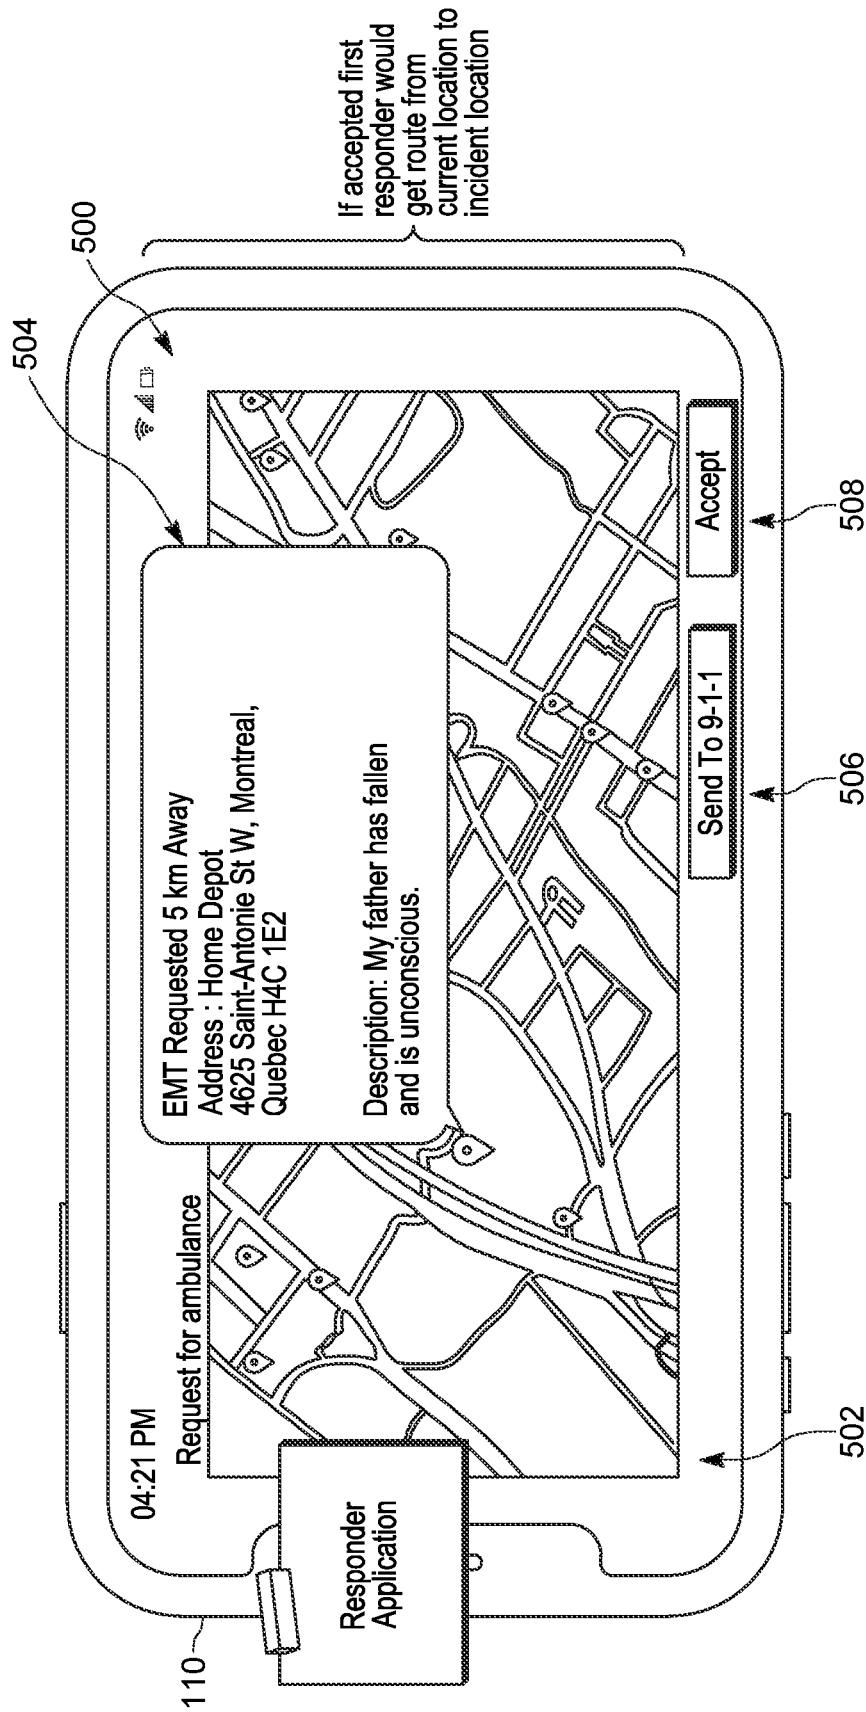 504
500
If accepted first
responder would
get route from
current location to
incident location
04:21 PM
Request for ambulance
EMT Requested 5 km Away
Address : Home Depot
4625 Saint-Antonie St W, Montreal,
Quebec H4C 1E2
Description: My father has fallen
and is unconscious.
110
Responder
Application
Send To 9-1-1
Accept
502
506
508